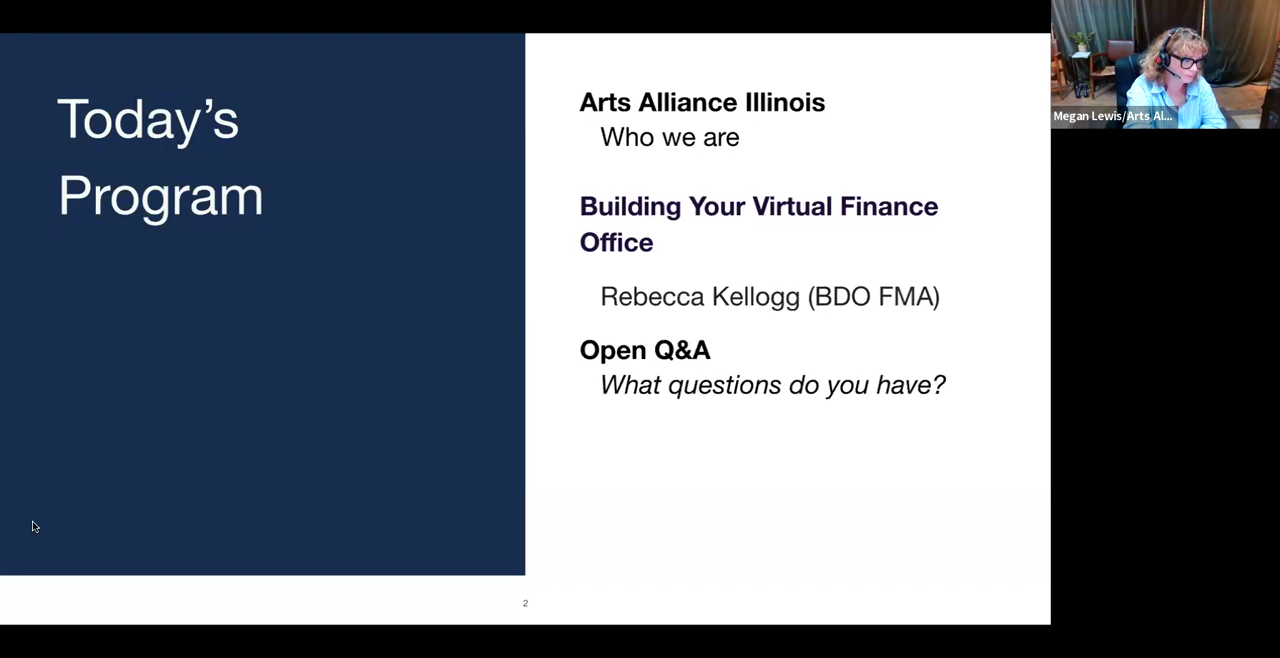 Today's
Program
Arts Alliance Illinois
Who we are
Building Your Virtual Finance
Office
Rebecca Kellogg (BDO FMA)
Open Q&A
What questions do you have?
2
Megan Lewis/Arts Al...